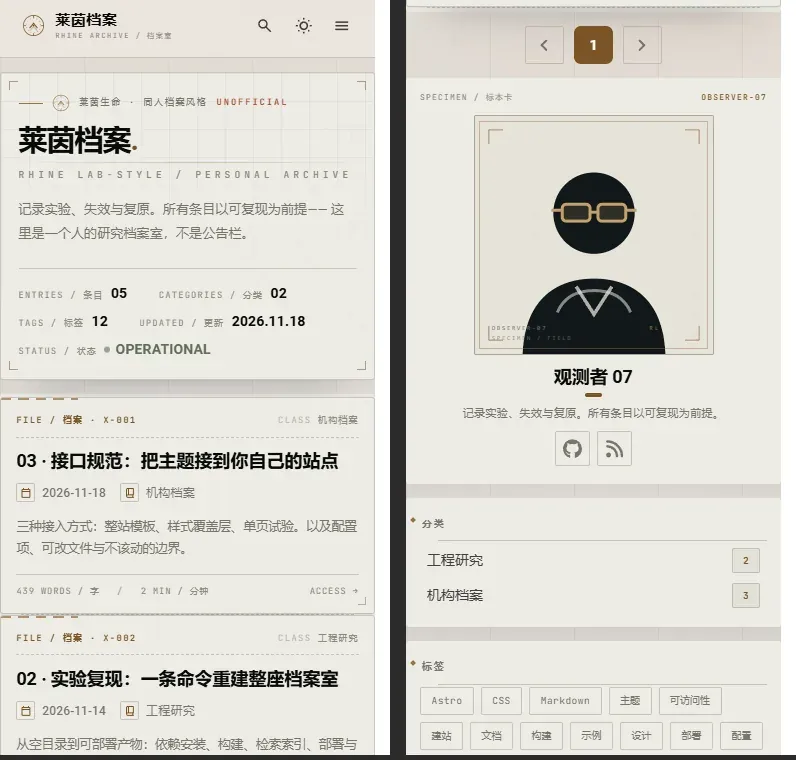 莱茵档案
RHINE ARCHIVE / 档案室
莱茵生命 · 同人档案风格 UNOFFICIAL
莱茵档案.
RHINE LAB-STYLE / PERSONAL ARCHIVE
记录实验、失效与复原。所有条目以可复现为前提—— 这
里是一个人的研究档案室，不是公告栏。
ENTRIES / 条目 05 CATEGORIES / 分类 02
TAGS / 标签 12 UPDATED / 更新 2026.11.18
STATUS / 状态 OPERATIONAL
FILE / 档案 · X-001 CLASS 机构档案
03 · 接口规范：把主题接到你自己的站点
2026-11-18 机构档案
三种接入方式：整站模板、样式覆盖层、单页试验。以及配置
项、可改文件与不该动的边界。
439 WORDS / 字 / 2 MIN / 分钟 ACCESS →
FILE / 档案 · X-002 CLASS 工程研究
02 · 实验复现：一条命令重建整座档案室
2026-11-14 工程研究
从空目录到可部署产物：依赖安装、构建、检索索引、部署与
1
SPECIMEN / 标本卡 OBSERVER-07
OBSERVER-07 RL
SPECIMEN / FIELD
观测者 07
记录实验、失效与复原。所有条目以可复现为前提。
分类
工程研究 2
机构档案 3
标签
Astro CSS Markdown 主题 可访问性
建站 文档 构建 示例 设计 部署 配置